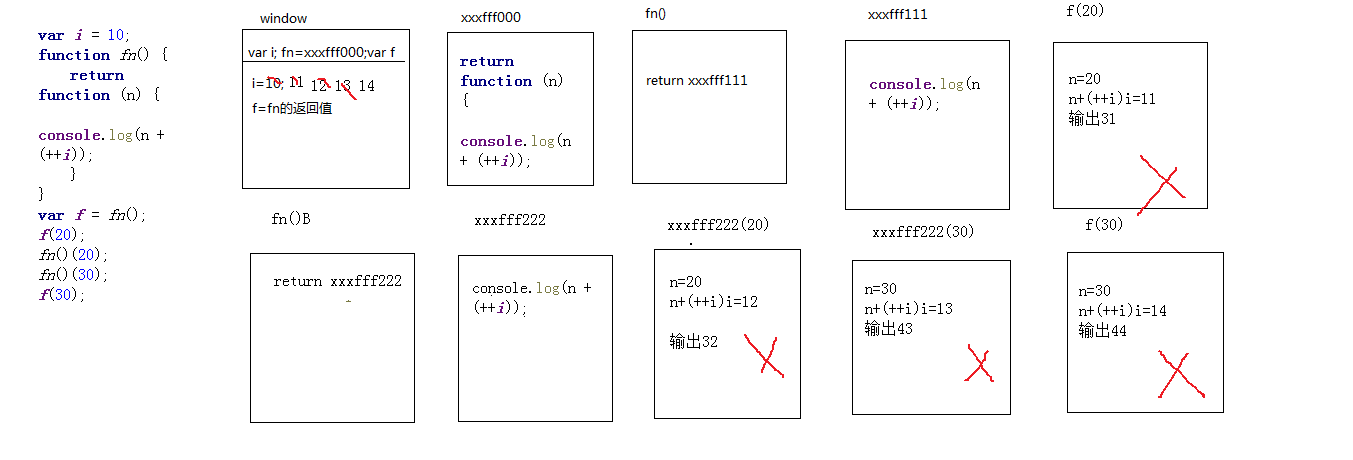 var i = 10;
function fn() {
return
function (n) {
console.log(n +
(++i));
}
}
var f = fn();
f(20);
fn()(20);
fn()(30);
f(30);
window
var i; fn=xxxfff000;var f
i=10; 11 12 13 14
f=fn的返回值
xxxfff000
return
function (n)
{
console.log(n
+ (++i));
fn()
return xxxfff111
xxxfff111
console.log(n
+ (++i));
f(20)
n=20
n+(++i)i=11
输出31
fn()B
return xxxfff222
xxxfff222
console.log(n +
(++i));
xxxfff222(20)
n=20
n+(++i)i=12
输出32
xxxfff222(30)
n=30
n+(++i)i=13
输出43
f(30)
n=30
n+(++i)i=14
输出44